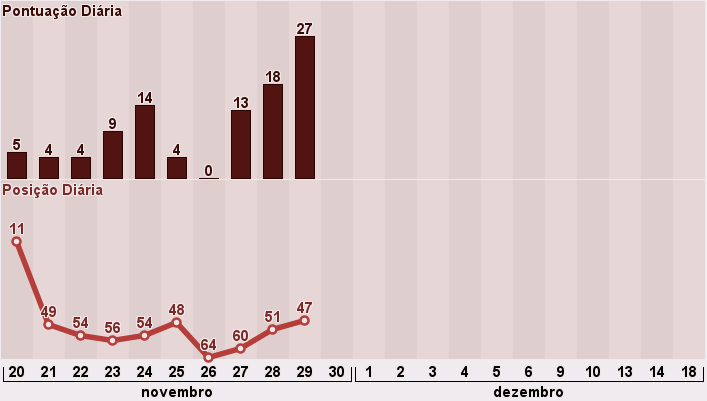 Pontuação Diária
5 4 4 9 14 4 0 13 18 27
Posição Diária
11 49 54 56 54 48 64 60 51 47
20 21 22 23 24 25 26 27 28 29 30 1 2 3 4 5 6 9 10 13 14 18
novembro dezembro